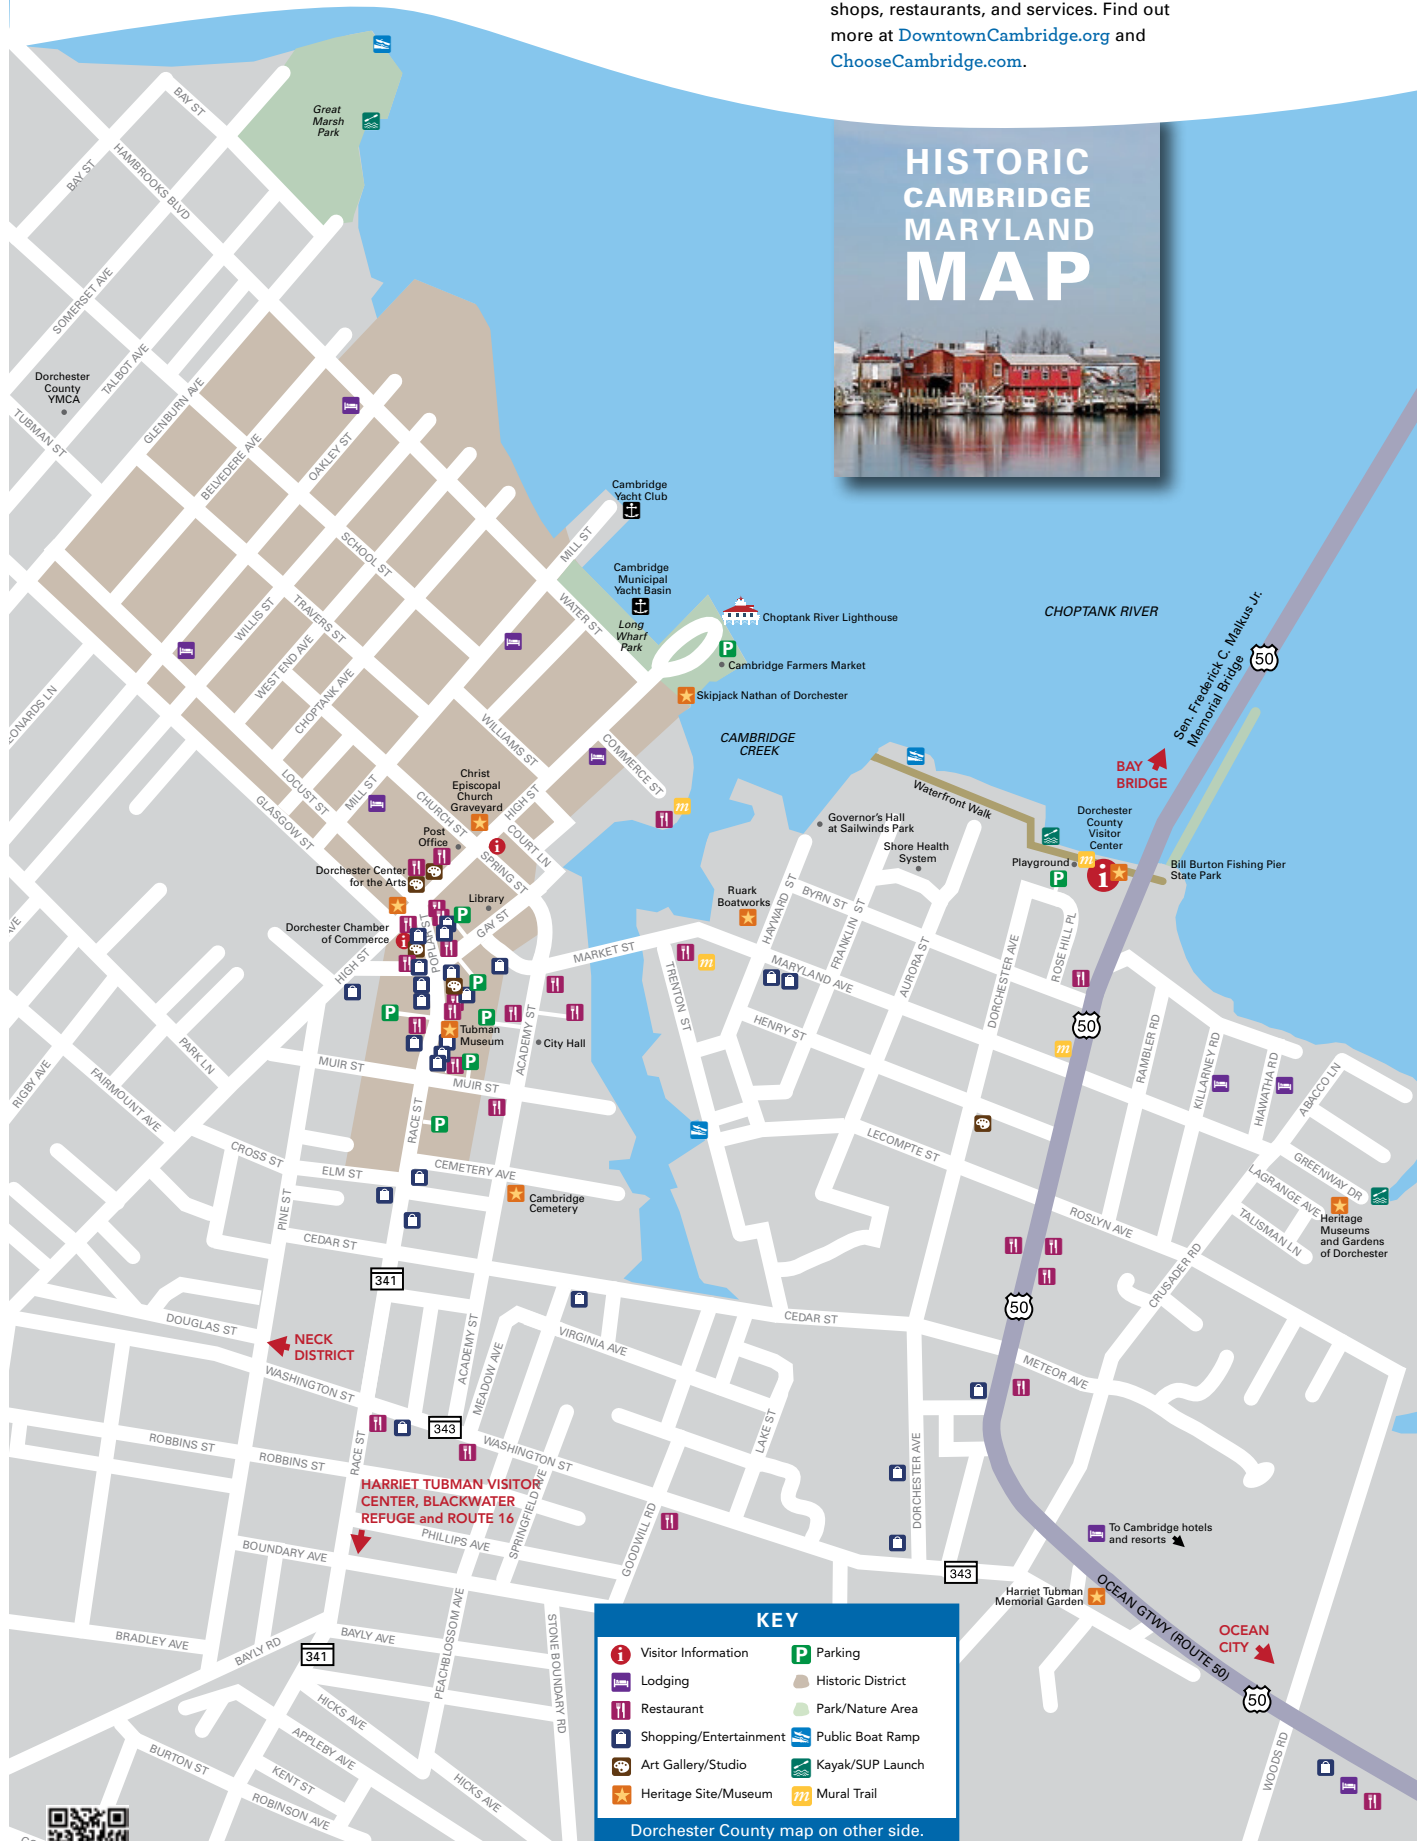 shops, restaurants, and services. Find out
more at DowntownCambridge.org and
ChooseCambridge.com.
HISTORIC
CAMBRIDGE
MARYLAND
MAP
Great
Marsh
Park
BAY ST
BAY ST
HAMBROOKS BLVD
SOMERSET AVE
TALBOT AVE
Dorchester
County
YMCA
TUBMAN ST
GLENBURN AVE
BELVEDERE AVE
OAKLEY ST
SCHOOL ST
Cambridge
Yacht Club
MILL ST
Cambridge
Municipal
Yacht Basin
WATER ST
Long
Wharf
Park
Choptank River Lighthouse
P
Cambridge Farmers Market
Skipjack Nathan of Dorchester
CHOPTANK RIVER
Sen. Frederick C. Malkus Jr.
Memorial Bridge
50
BAY
BRIDGE
CAMBRIDGE
CREEK
WILLIS ST
TRAVERS ST
WEST END AVE
CHOPTANK AVE
EONARDS LN
WILLIAMS ST
COMMERCE ST
LOCUST ST
MILL ST
GLASGOW ST
CHURCH ST
HIGH ST
Christ
Episcopal
Church
Graveyard
COURT LN
Post
Office
i
SPRING ST
m
Dorchester Center
for the Arts
Library
GAY ST
P
Dorchester Chamber
of Commerce
i
POPLAR ST
HIGH ST
MARKET ST
P
P
P
Tubman
Museum
P
ACADEMY ST
City Hall
MUIR ST
MUIR ST
P
RACE ST
Waterfront Walk
Governor's Hall
at Sailwinds Park
Shore Health
System
Dorchester
County
Visitor
Center
Playground
m
i
P
Bill Burton Fishing Pier
State Park
Ruark
Boatworks
HAYWARD ST
BYRN ST
FRANKLIN ST
AURORA ST
DORCHESTER AVE
ROSE HILL PL
m
TRENTON ST
MARYLAND AVE
HENRY ST
50
m
RAMBLER RD
KILLARNEY RD
HIAWATHA RD
ABACCO LN
LECOMPTE ST
GREENWAY DR
LAGRANGE AVE
TALISMAN LN
Heritage
Museums
and Gardens
of Dorchester
ROSLYN AVE
CRUSADER RD
AVE
RIGBY AVE
PARK LN
FAIRMOUNT AVE
CROSS ST
ELM ST
CEMETERY AVE
Cambridge
Cemetery
PINE ST
CEDAR ST
341
50
CEDAR ST
DOUGLAS ST
NECK
DISTRICT
WASHINGTON ST
ACADEMY ST
MEADOW AVE
VIRGINIA AVE
METEOR AVE
343
ROBBINS ST
ROBBINS ST
RACE ST
WASHINGTON ST
LAKE ST
DORCHESTER AVE
HARRIET TUBMAN VISITOR
CENTER, BLACKWATER
REFUGE and ROUTE 16
PHILLIPS AVE
SPRINGFIELD AVE
GOODWILL RD
BOUNDARY AVE
To Cambridge hotels
and resorts
343
Harriet Tubman
Memorial Garden
OCEAN GTWY (ROUTE 50)
OCEAN
CITY
50
WOODS RD
BRADLEY AVE
BAYLY RD
BAYLY AVE
341
PEACHBLOSSOM AVE
STONE BOUNDARY RD
HICKS AVE
APPLEBY AVE
BURTON ST
KENT ST
ROBINSON AVE
HICKS AVE
KEY
i Visitor Information
Lodging
Restaurant
Shopping/Entertainment
Art Gallery/Studio
Heritage Site/Museum
P Parking
Historic District
Park/Nature Area
Public Boat Ramp
Kayak/SUP Launch
m Mural Trail
Dorchester County map on other side.